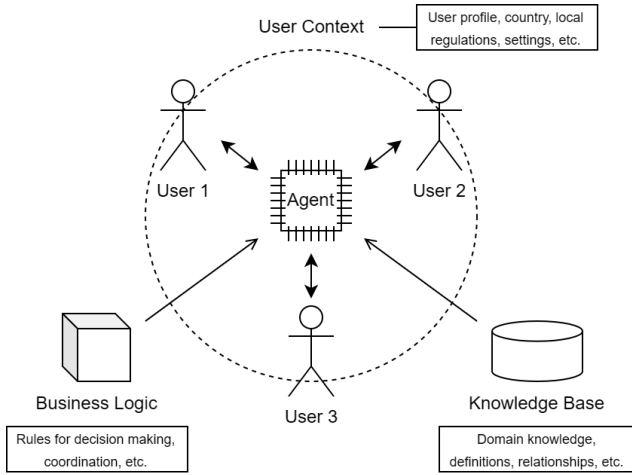 User Context
User profile, country, local
regulations, settings, etc.
User 1
User 2
Agent
User 3
Business Logic
Rules for decision making,
coordination, etc.
Knowledge Base
Domain knowledge,
definitions, relationships, etc.